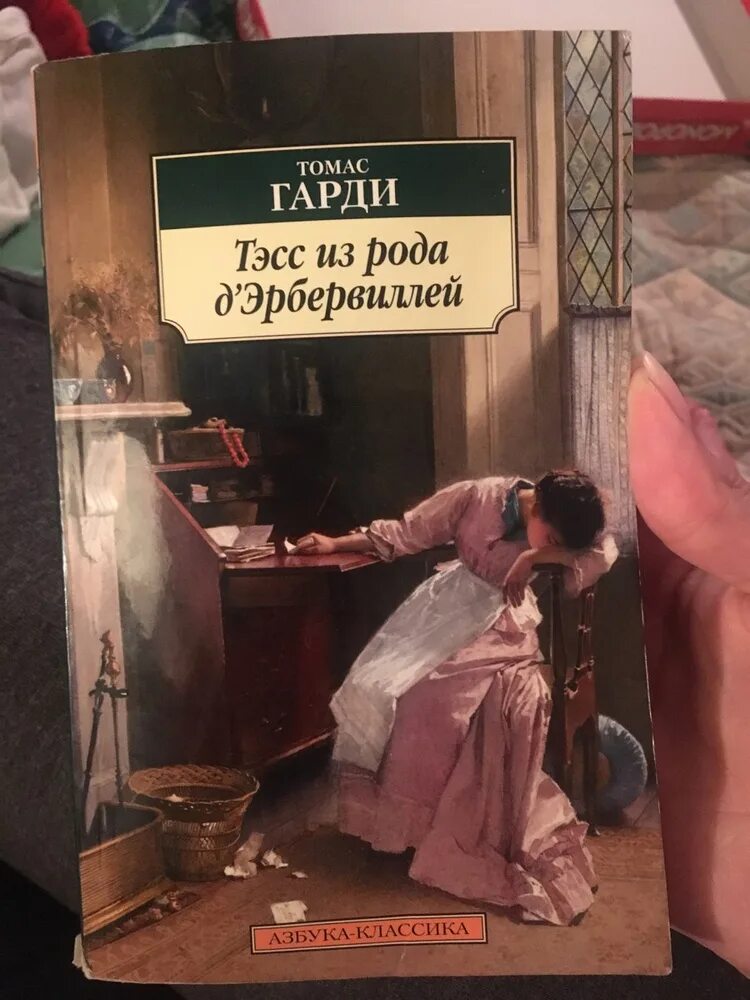 ТОМАС
ГАРДИ
Тэсс из рода
д'Эрбервиллей
АЗБУКА-КЛАССИКА